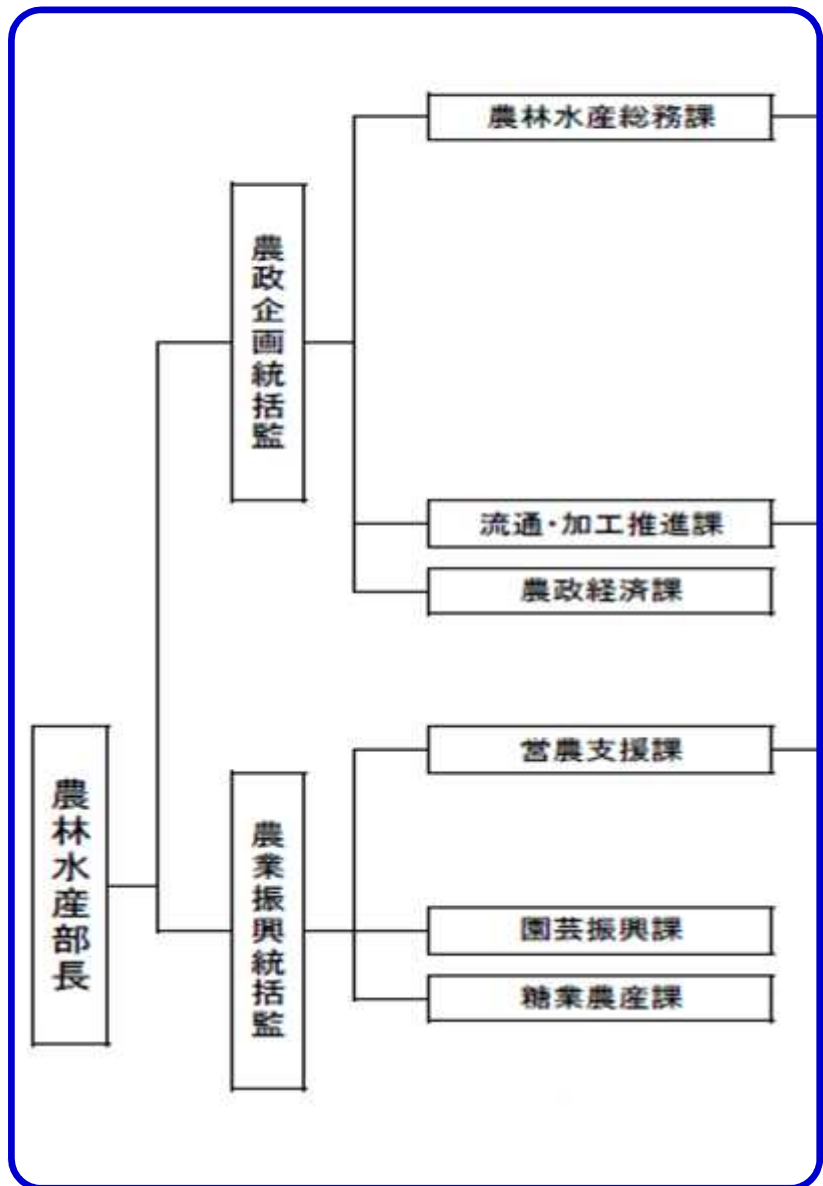 農林水産部長
農政企画統括監
農林水産総務課
流通・加工推進課
農政経済課
農業振興統括監
営農支援課
園芸振興課
糖業農産課